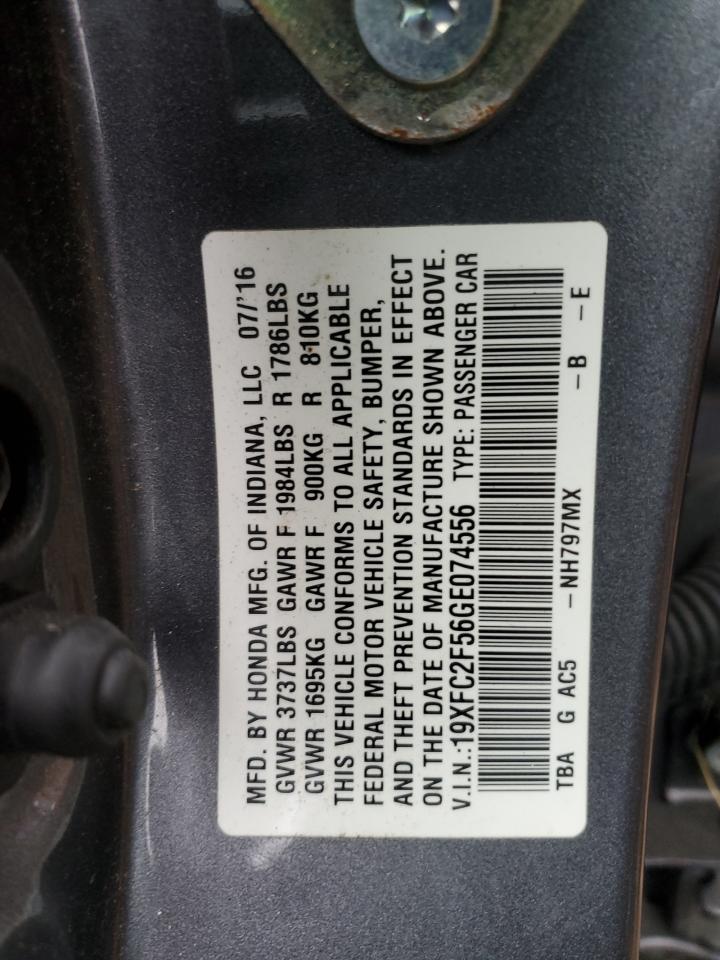 MFD. BY HONDA MFG. OF INDIANA, LLC 07/'16
GVWR 3737LBS GAWR F 1984LBS R 1786LBS
GVWR 1695KG GAWR F 900KG R 810KG
THIS VEHICLE CONFORMS TO ALL APPLICABLE
FEDERAL MOTOR VEHICLE SAFETY, BUMPER,
AND THEFT PREVENTION STANDARDS IN EFFECT
ON THE DATE OF MANUFACTURE SHOWN ABOVE.
V.I.N.:19XFC2F56GE074556 TYPE: PASSENGER CAR
TBA G AC5 -NH797MX -B -E